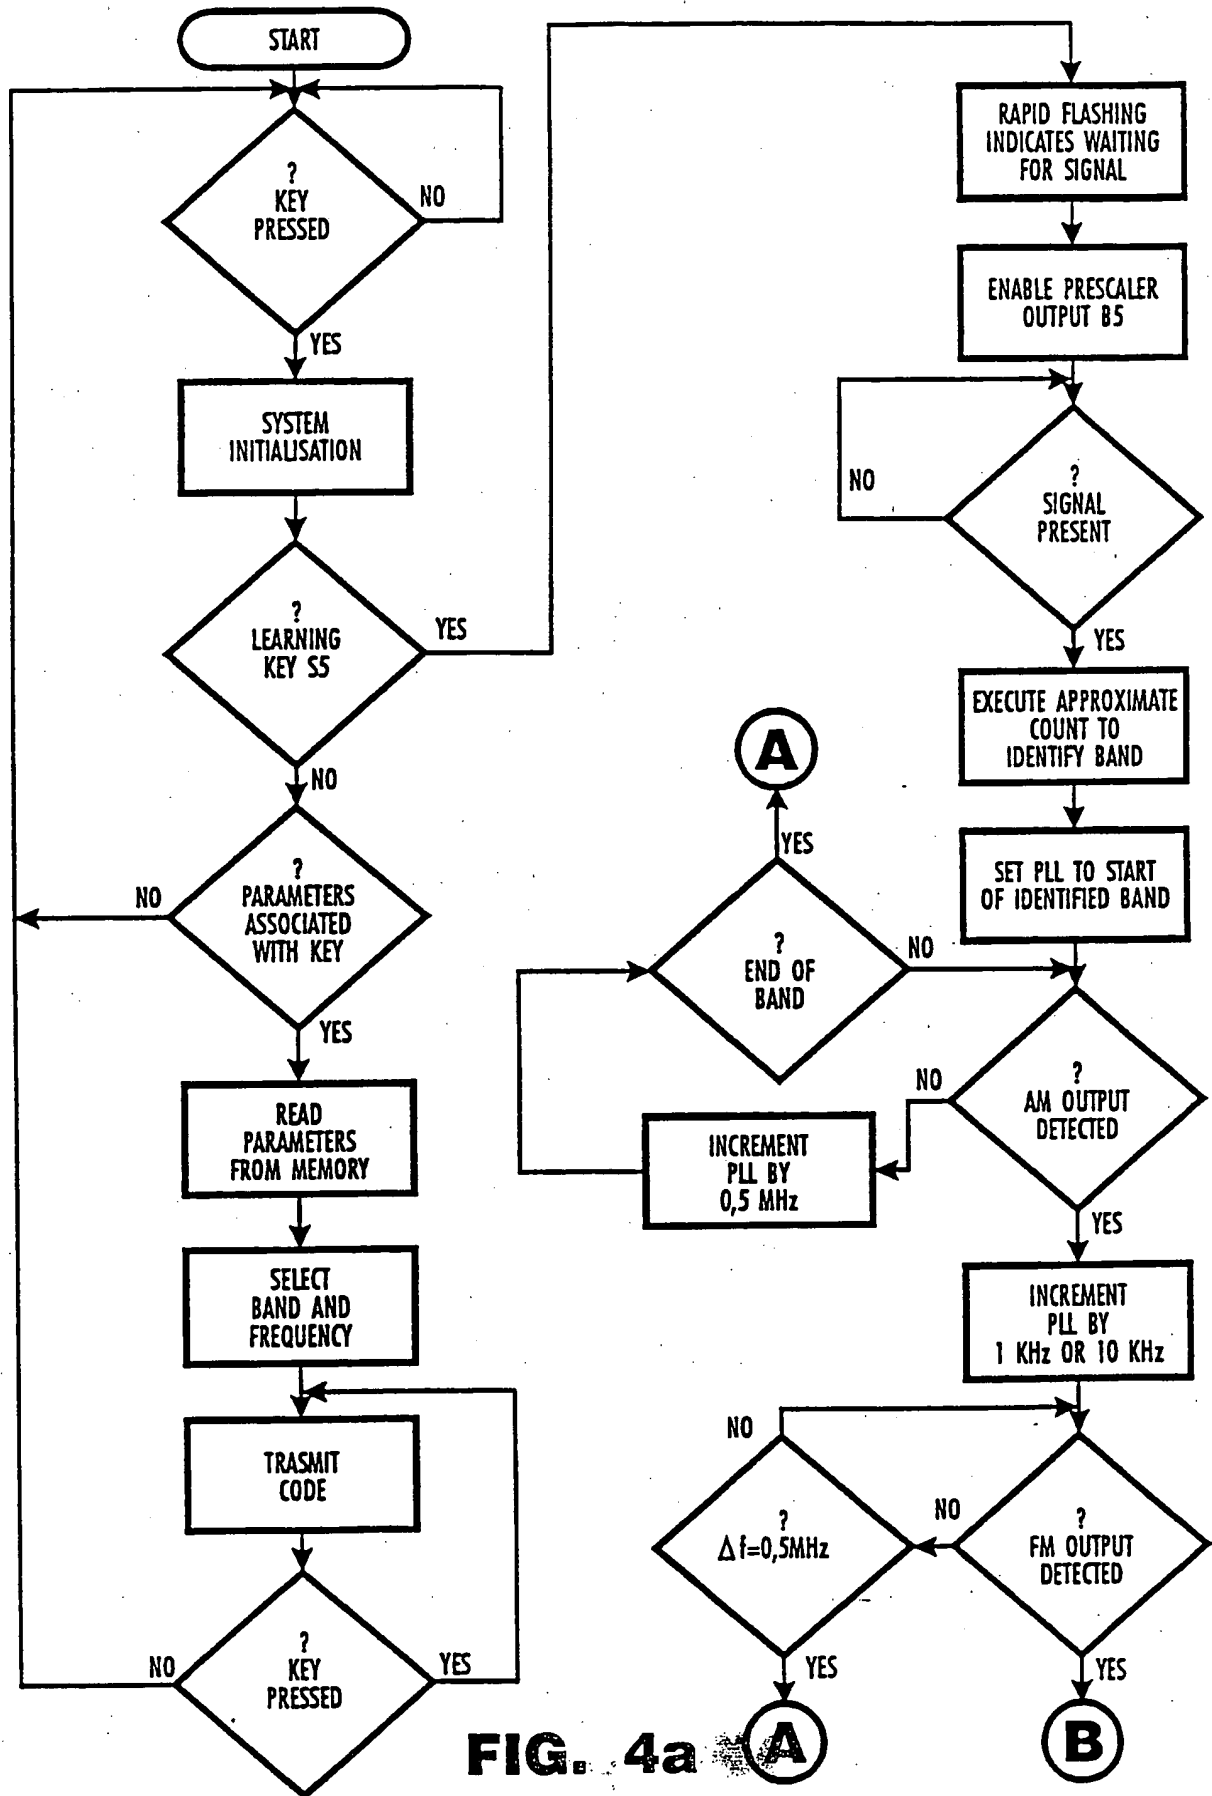 START
?
KEY
PRESSED
NO
YES
SYSTEM
INITIALISATION
?
LEARNING
KEY S5
YES
NO
?
PARAMETERS
ASSOCIATED
WITH KEY
NO
YES
READ
PARAMETERS
FROM MEMORY
SELECT
BAND AND
FREQUENCY
TRASMIT
CODE
?
KEY
PRESSED
NO
YES
RAPID FLASHING
INDICATES WAITING
FOR SIGNAL
ENABLE PRESCALER
OUTPUT B5
?
SIGNAL
PRESENT
NO
YES
EXECUTE APPROXIMATE
COUNT TO
IDENTIFY BAND
SET PLL TO START
OF IDENTIFIED BAND
A
YES
?
END OF
BAND
NO
?
AM OUTPUT
DETECTED
NO
INCREMENT
PLL BY
0,5 MHz
YES
INCREMENT
PLL BY
1 KHz OR 10 KHz
NO
?
Δf=0,5MHz
NO
?
FM OUTPUT
DETECTED
YES
YES
A
B
FIG. 4a